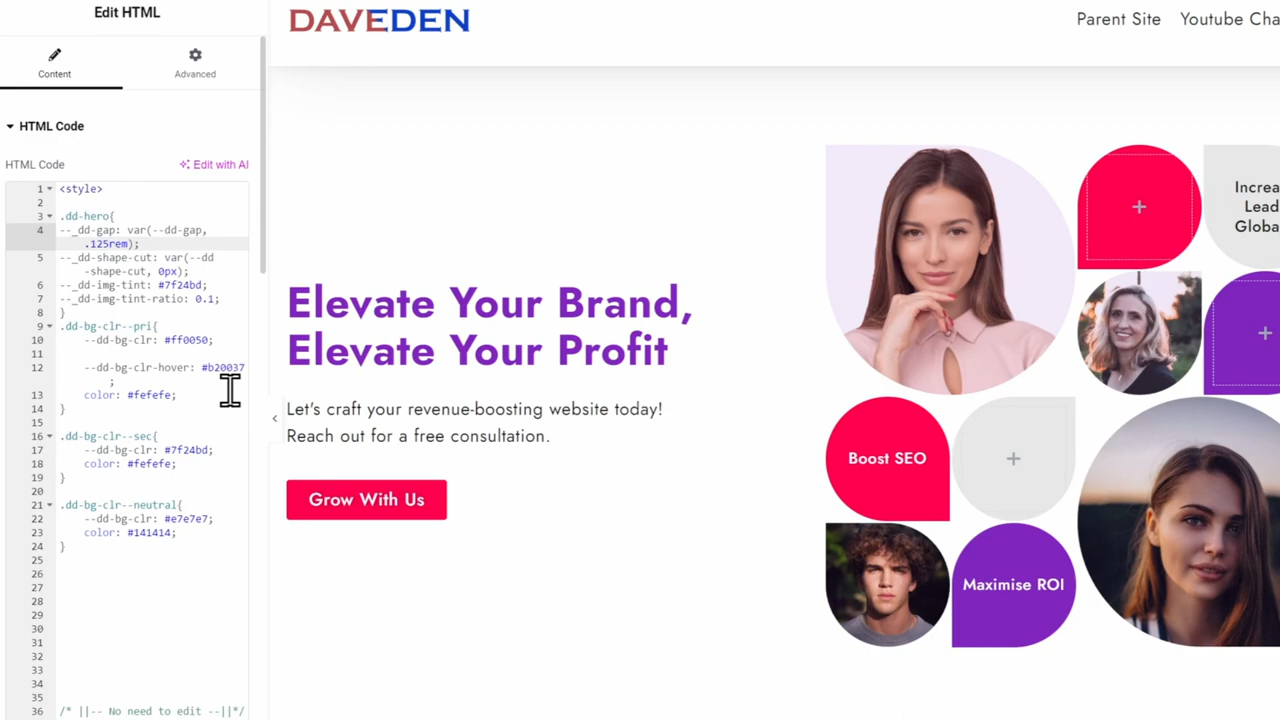 Edit HTML
Content
Advanced
HTML Code
HTML Code
Edit with AI
1 <style>
2
3 .dd-hero{
4 --_dd-gap: var(--dd-gap,
.125rem);
5 --_dd-shape-cut: var(--dd
-shape-cut, 0px);
6 --_dd-img-tint: #7f24bd;
7 --_dd-img-tint-ratio: 0.1;
8 }
9 .dd-bg-clr--pri{
10 --dd-bg-clr: #ff0050;
11
12 --dd-bg-clr-hover: #b20037
;
13 color: #fefefe;
14 }
15
16 .dd-bg-clr--sec{
17 --dd-bg-clr: #7f24bd;
18 color: #fefefe;
19 }
20
21 .dd-bg-clr--neutral{
22 --dd-bg-clr: #e7e7e7;
23 color: #141414;
24 }
25
26
27
28
29
30
31
32
33
34
35
36 /* ||-- No need to edit --||*/
DAVEDEN
Parent Site
Youtube Cha
Elevate Your Brand,
Elevate Your Profit
Let's craft your revenue-boosting website today!
Reach out for a free consultation.
Grow With Us
Increa
Lead
Globa
Boost SEO
Maximise ROI